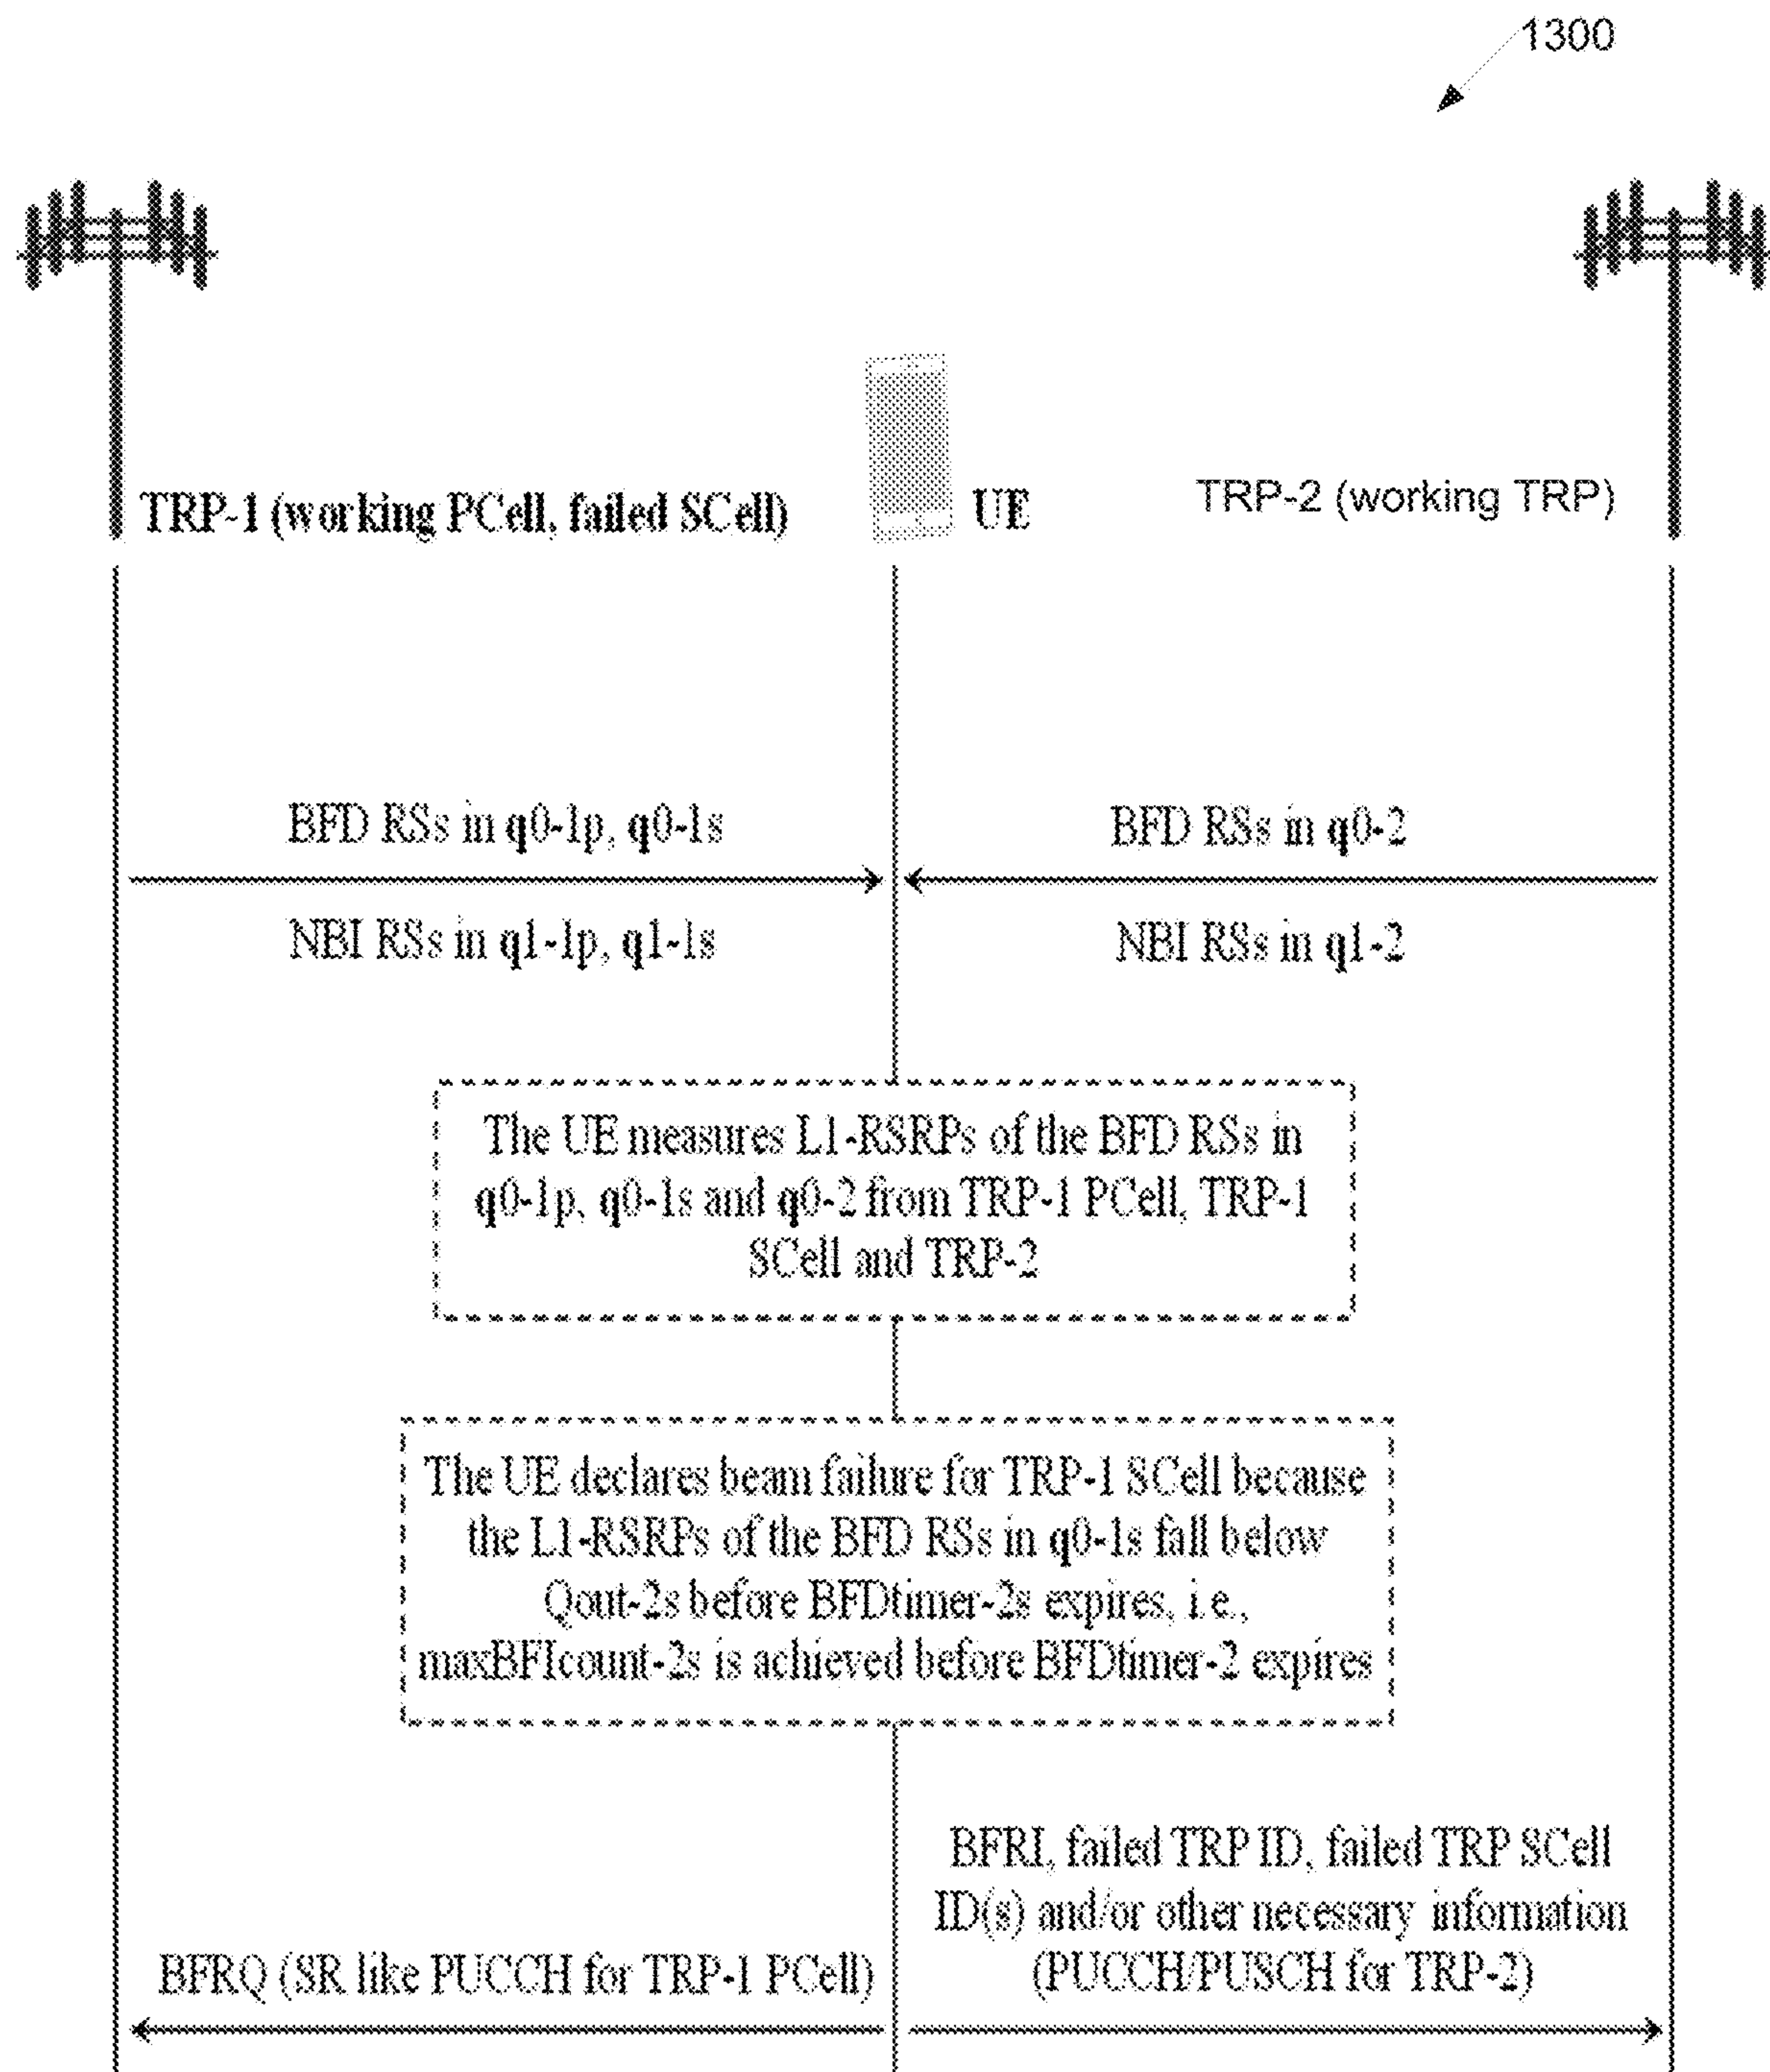 1300
TRP-1 (working PCell, failed SCell)
UE
TRP-2 (working TRP)
BFD RSs in q0-1p, q0-1s
NBI RSs in q1-1p, q1-1s
BFD RSs in q0-2
NBI RSs in q1-2
The UE measures L1-RSRPs of the BFD RSs in
q0-1p, q0-1s and q0-2 from TRP-1 PCell, TRP-1
SCell and TRP-2
The UE declares beam failure for TRP-1 SCell because
the L1-RSRPs of the BFD RSs in q0-1s fall below
Qout-2s before BFDtimer-2s expires, i.e.,
maxBFIcount-2s is achieved before BFDtimer-2 expires
BFRQ (SR like PUCCH for TRP-1 PCell)
BFRI, failed TRP ID, failed TRP SCell
ID(s) and/or other necessary information
(PUCCH/PUSCH for TRP-2)